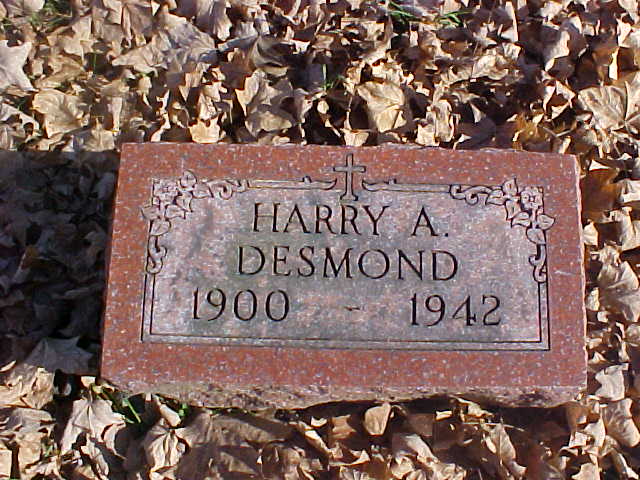 HARRY A.
DESMOND
1900 - 1942